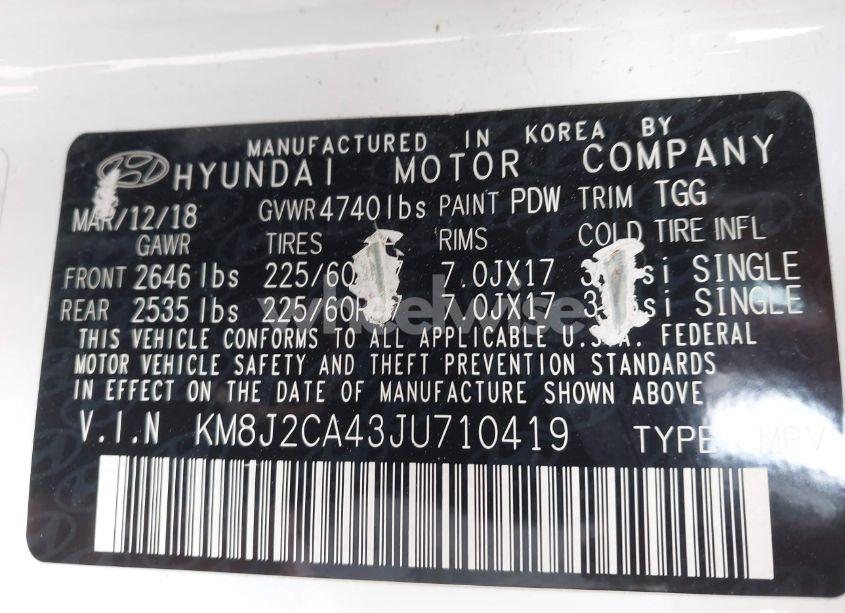 MANUFACTURED IN KOREA BY
HYUNDAI MOTOR COMPANY
MAR/12/18 GVWR 4740 lbs PAINT PDW TRIM TGG
GAWR TIRES RIMS COLD TIRE INFL
FRONT 2646 lbs 7.0JX17 SINGLE
REAR 2535 lbs 7.0JX17 SINGLE
wheelwise
THIS VEHICLE CONFORMS TO ALL APPLICABLE U.S.A. FEDERAL
MOTOR VEHICLE SAFETY AND THEFT PREVENTION STANDARDS
IN EFFECT ON THE DATE OF MANUFACTURE SHOWN ABOVE
V.I.N KM8J2CA43JU710419 TYPE MPV